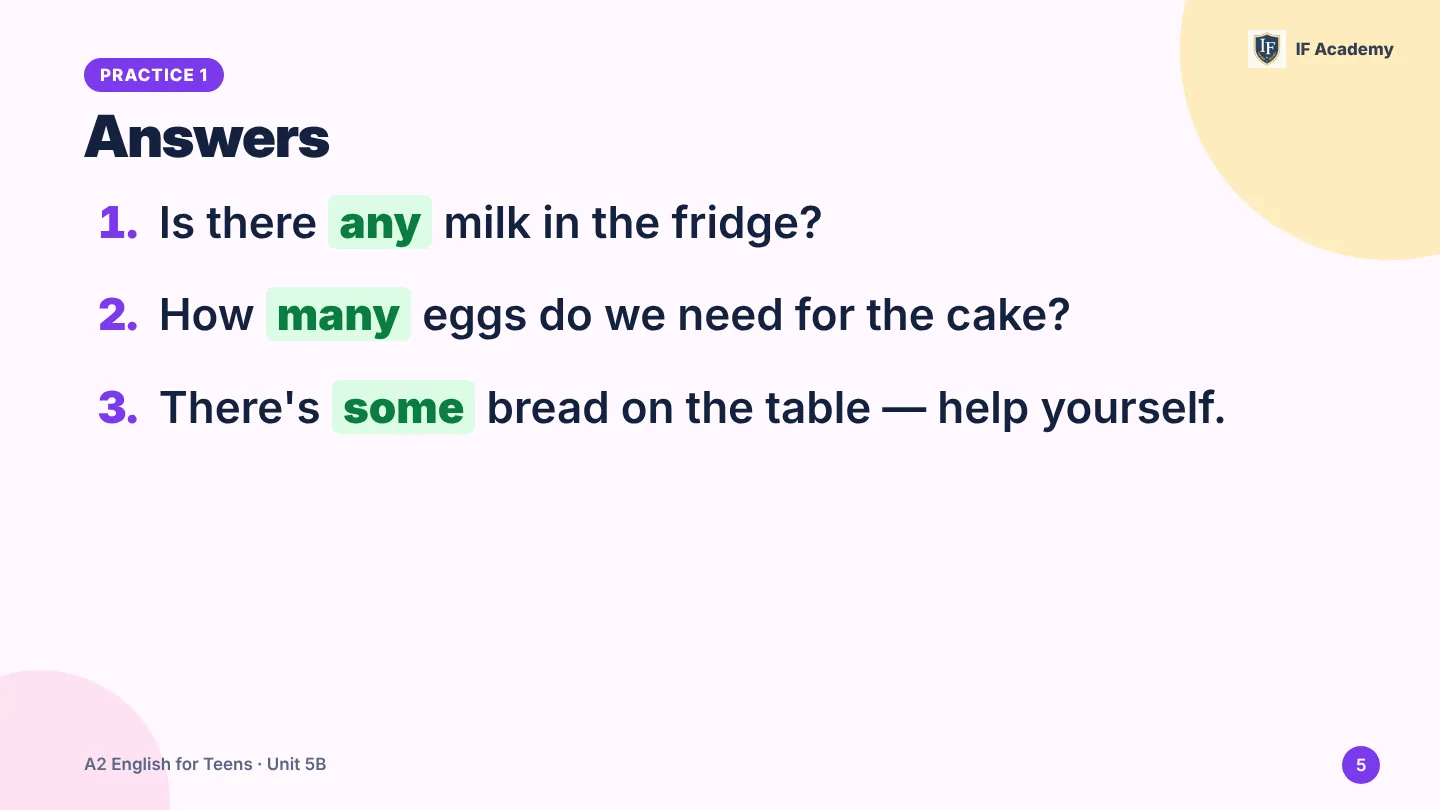 IF
IF Academy
PRACTICE 1
Answers
1. Is there any milk in the fridge?
2. How many eggs do we need for the cake?
3. There's some bread on the table — help yourself.
A2 English for Teens · Unit 5B
5